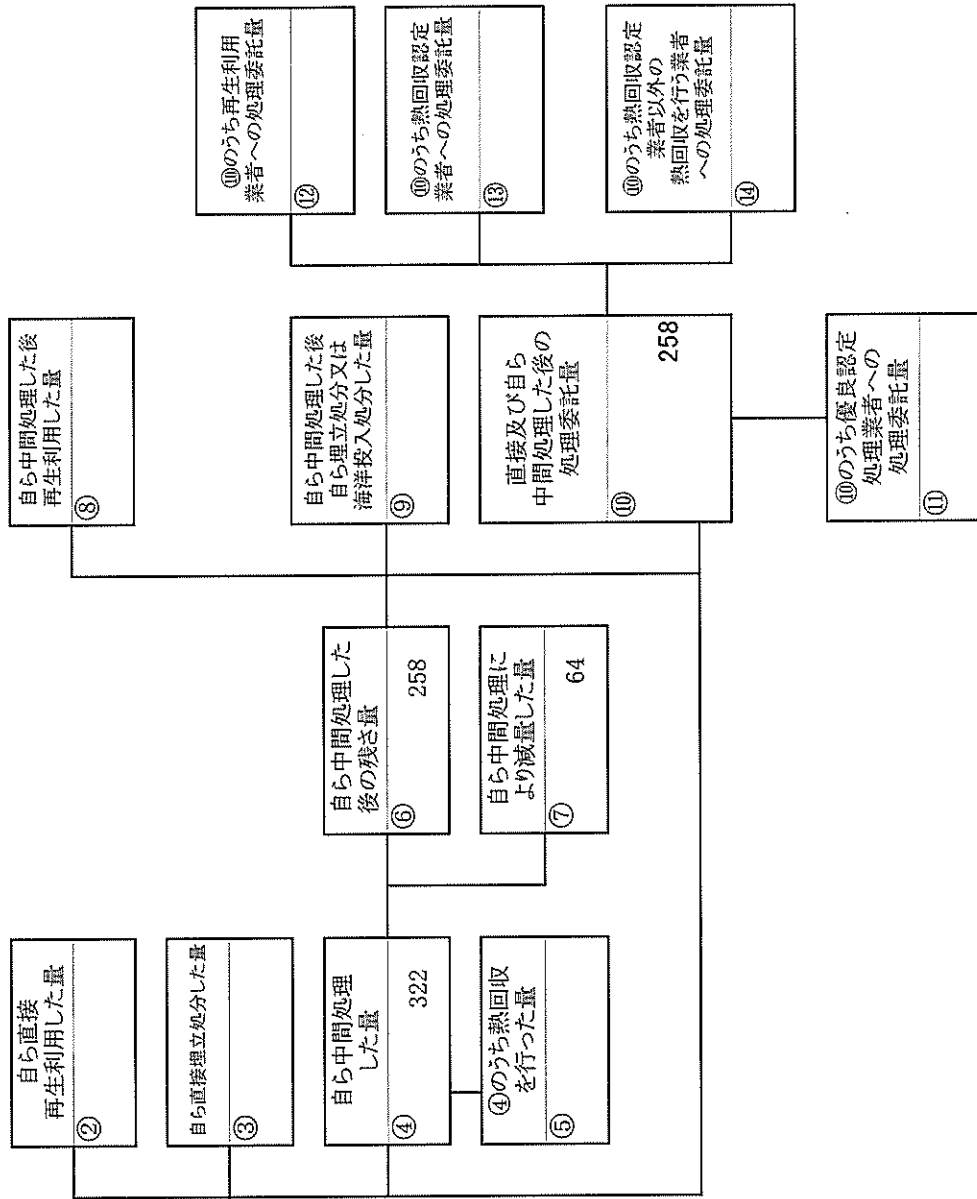 自ら直接
再生利用した量
②
自ら直接埋立処分した量
③
自ら中間処理
した量
④
322
④のうち熱回収
を行った量
⑤
自ら中間処理した
後の残さ量
⑥
258
自ら中間処理に
より減量した量
⑦
64
自ら中間処理した後
再生利用した量
⑧
自ら中間処理した後
自ら埋立処分又は
海洋投入処分した量
⑨
直接及び自ら
中間処理した後の
処理委託量
⑩
258
⑩のうち優良認定
処理業者への
処理委託量
⑪
⑩のうち再生利用
業者への処理委託量
⑫
⑩のうち熱回収認定
業者への処理委託量
⑬
⑩のうち熱回収認定
業者以外の
熱回収を行う業者
への処理委託量
⑭